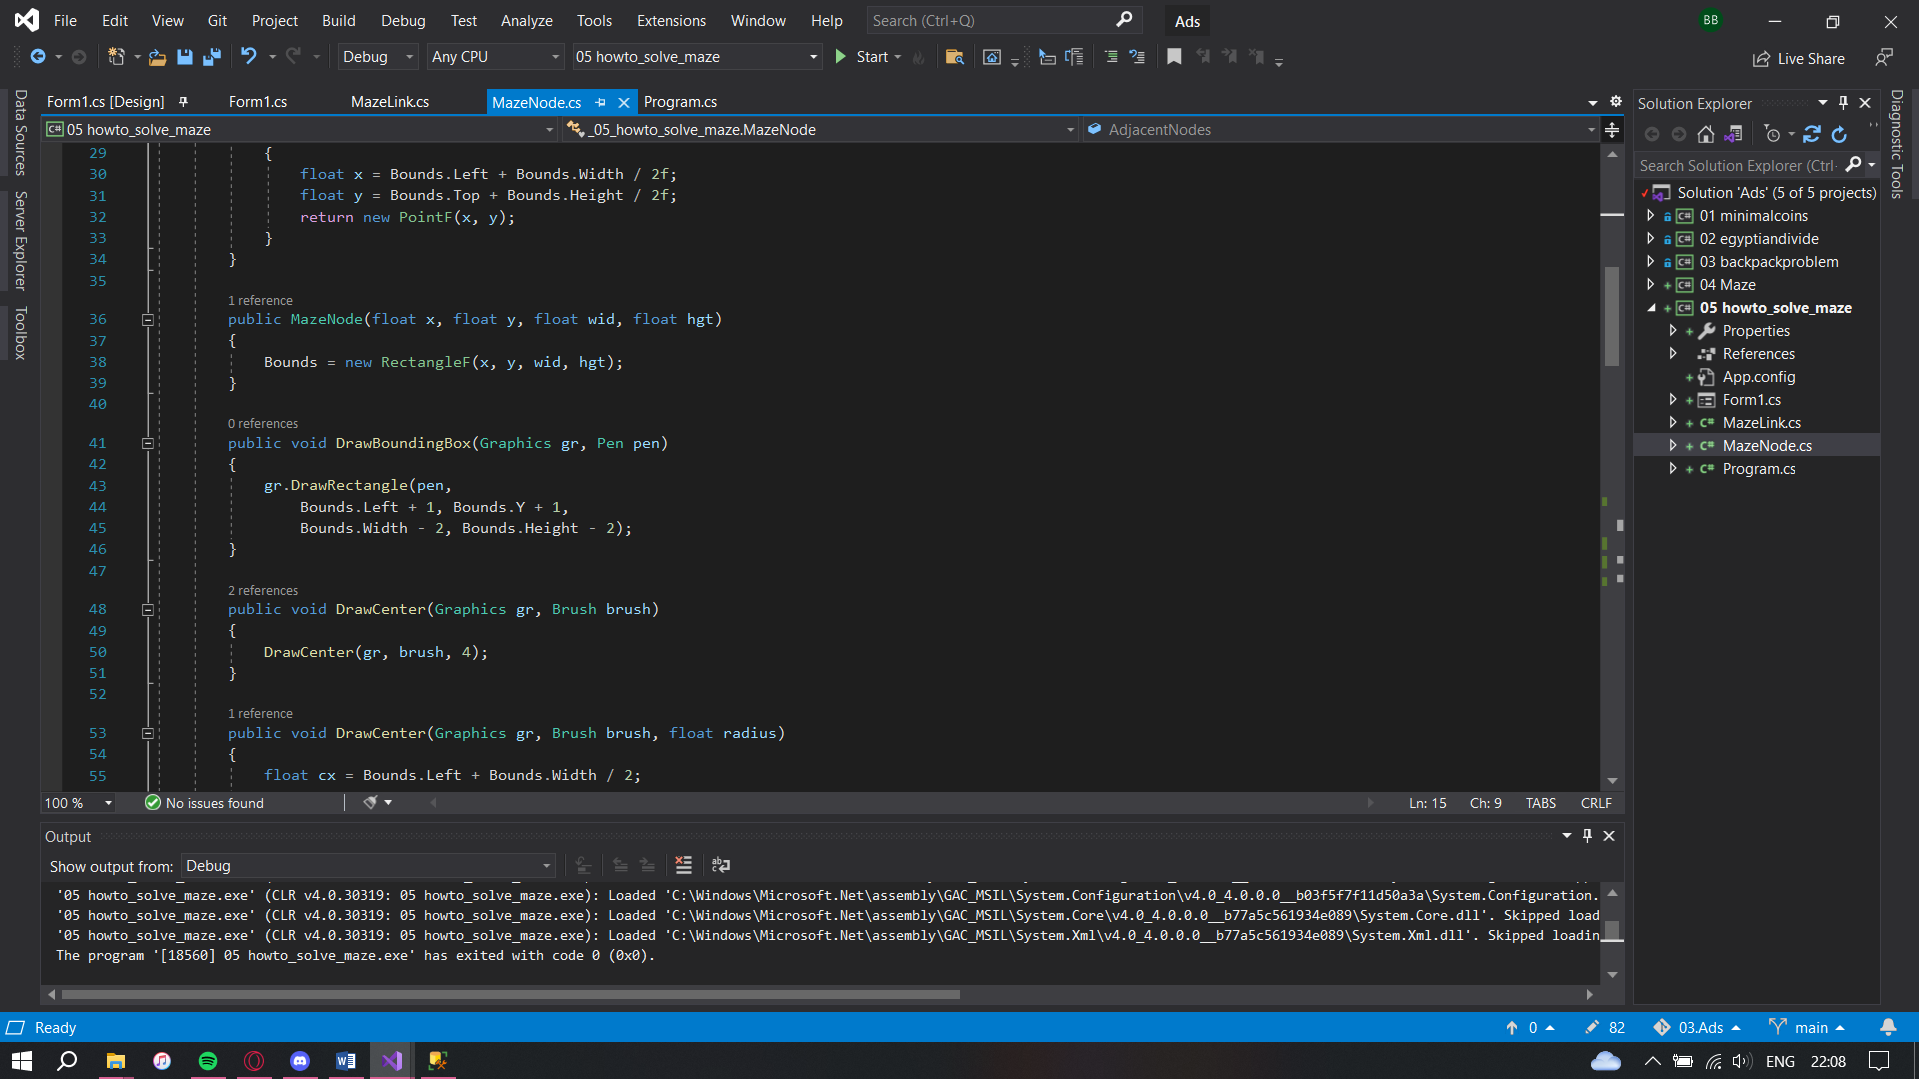 File Edit View Git Project Build Debug Test Analyze Tools Extensions Window Help Search (Ctrl+Q) Ads BB
Debug Any CPU 05 howto_solve_maze Start Live Share
Data Sources
Server Explorer
Toolbox
Form1.cs [Design] Form1.cs MazeLink.cs MazeNode.cs Program.cs
C# 05 howto_solve_maze _05_howto_solve_maze.MazeNode AdjacentNodes
29 {
30 float x = Bounds.Left + Bounds.Width / 2f;
31 float y = Bounds.Top + Bounds.Height / 2f;
32 return new PointF(x, y);
33 }
34 }
35
1 reference
36 public MazeNode(float x, float y, float wid, float hgt)
37 {
38 Bounds = new RectangleF(x, y, wid, hgt);
39 }
40
0 references
41 public void DrawBoundingBox(Graphics gr, Pen pen)
42 {
43 gr.DrawRectangle(pen,
44 Bounds.Left + 1, Bounds.Y + 1,
45 Bounds.Width - 2, Bounds.Height - 2);
46 }
47
2 references
48 public void DrawCenter(Graphics gr, Brush brush)
49 {
50 DrawCenter(gr, brush, 4);
51 }
52
1 reference
53 public void DrawCenter(Graphics gr, Brush brush, float radius)
54 {
55 float cx = Bounds.Left + Bounds.Width / 2;
100 % No issues found Ln: 15 Ch: 9 TABS CRLF
Output
Show output from: Debug
'05 howto_solve_maze.exe' (CLR v4.0.30319: 05 howto_solve_maze.exe): Loaded 'C:\Windows\Microsoft.Net\assembly\GAC_MSIL\System.Configuration\v4.0_4.0.0.0__b03f5f7f11d50a3a\System.Configuration.
'05 howto_solve_maze.exe' (CLR v4.0.30319: 05 howto_solve_maze.exe): Loaded 'C:\Windows\Microsoft.Net\assembly\GAC_MSIL\System.Core\v4.0_4.0.0.0__b77a5c561934e089\System.Core.dll'. Skipped load
'05 howto_solve_maze.exe' (CLR v4.0.30319: 05 howto_solve_maze.exe): Loaded 'C:\Windows\Microsoft.Net\assembly\GAC_MSIL\System.Xml\v4.0_4.0.0.0__b77a5c561934e089\System.Xml.dll'. Skipped loadin
The program '[18560] 05 howto_solve_maze.exe' has exited with code 0 (0x0).
Solution Explorer
Search Solution Explorer (Ctrl
Solution 'Ads' (5 of 5 projects)
C# 01 minimalcoins
C# 02 egyptiandivide
C# 03 backpackproblem
C# 04 Maze
C# 05 howto_solve_maze
Properties
References
App.config
Form1.cs
C# MazeLink.cs
C# MazeNode.cs
C# Program.cs
Diagnostic Tools
Ready 0 82 03.Ads main
ENG 22:08